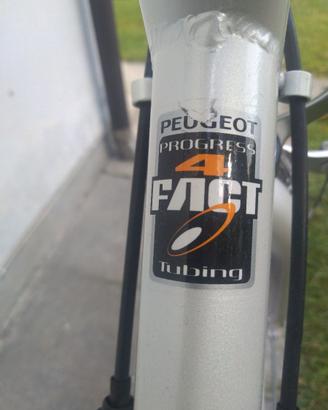 PEUGEOT
PROGRESS
4
FACT
Tubing